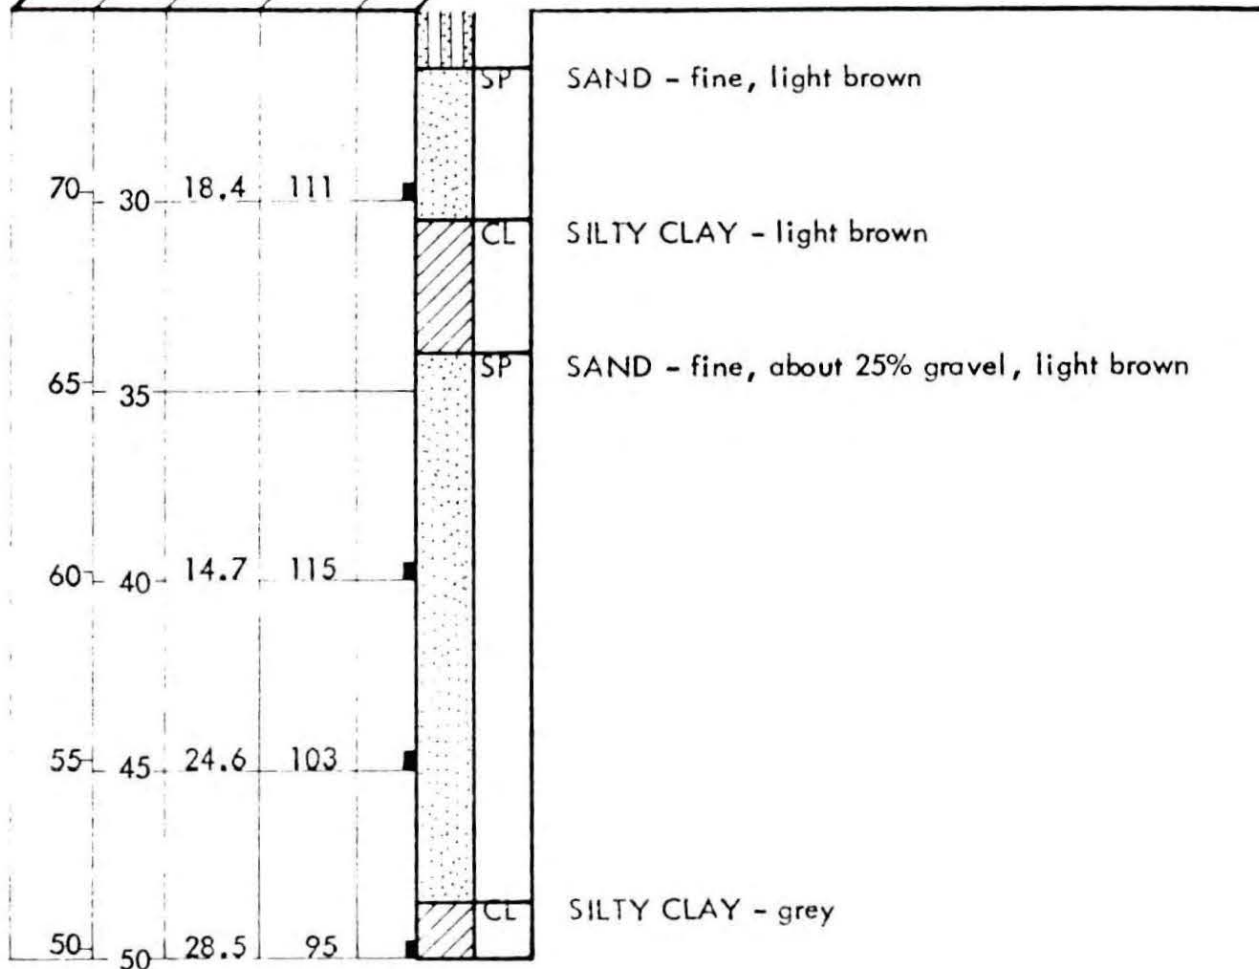 SP SAND - fine, light brown
70 30 18.4 111
CL SILTY CLAY - light brown
SP SAND - fine, about 25% gravel, light brown
65 35
60 40 14.7 115
55 45 24.6 103
CL SILTY CLAY - grey
50 50 28.5 95